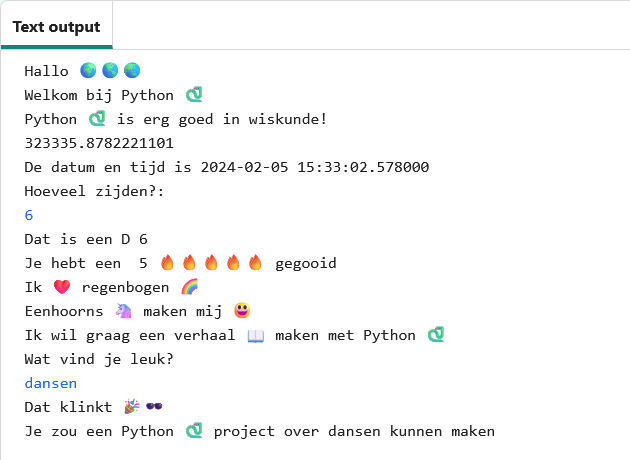 Text output
Hallo 🌍🌎🌏
Welkom bij Python 🐍
Python 🐍 is erg goed in wiskunde!
323335.8782221101
De datum en tijd is 2024-02-05 15:33:02.578000
Hoeveel zijden?:
6
Dat is een D 6
Je hebt een  5 🔥🔥🔥🔥🔥 gegooid
Ik ❤️ regenbogen 🌈
Eenhoorns 🦄 maken mij 😃
Ik wil graag een verhaal 📖 maken met Python 🐍
Wat vind je leuk?
dansen
Dat klinkt 🎉🕶️
Je zou een Python 🐍 project over dansen kunnen maken